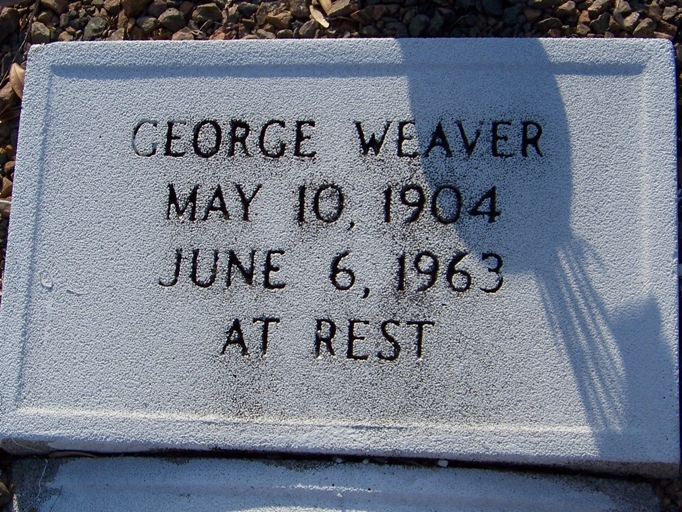 GEORGE WEAVER
MAY 10, 1904
JUNE 6, 1963
AT REST